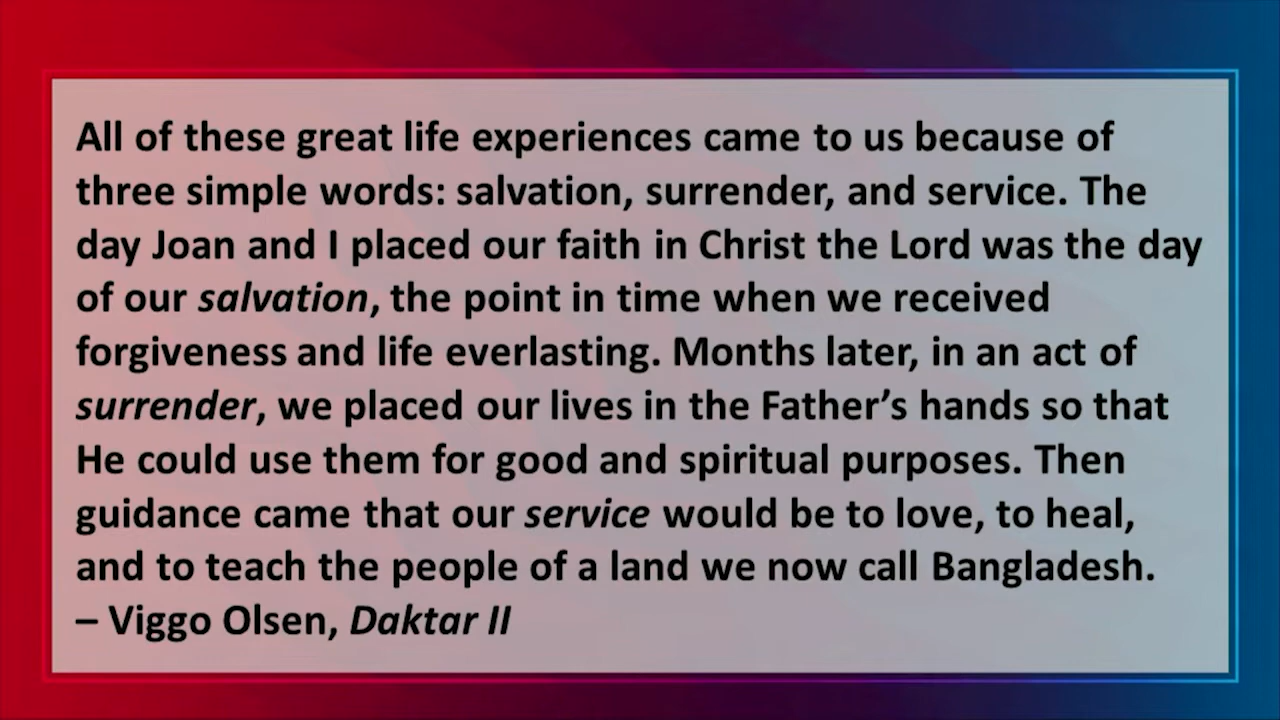 All of these great life experiences came to us because of
three simple words: salvation, surrender, and service. The
day Joan and I placed our faith in Christ the Lord was the day
of our salvation, the point in time when we received
forgiveness and life everlasting. Months later, in an act of
surrender, we placed our lives in the Father’s hands so that
He could use them for good and spiritual purposes. Then
guidance came that our service would be to love, to heal,
and to teach the people of a land we now call Bangladesh.
– Viggo Olsen, Daktar II